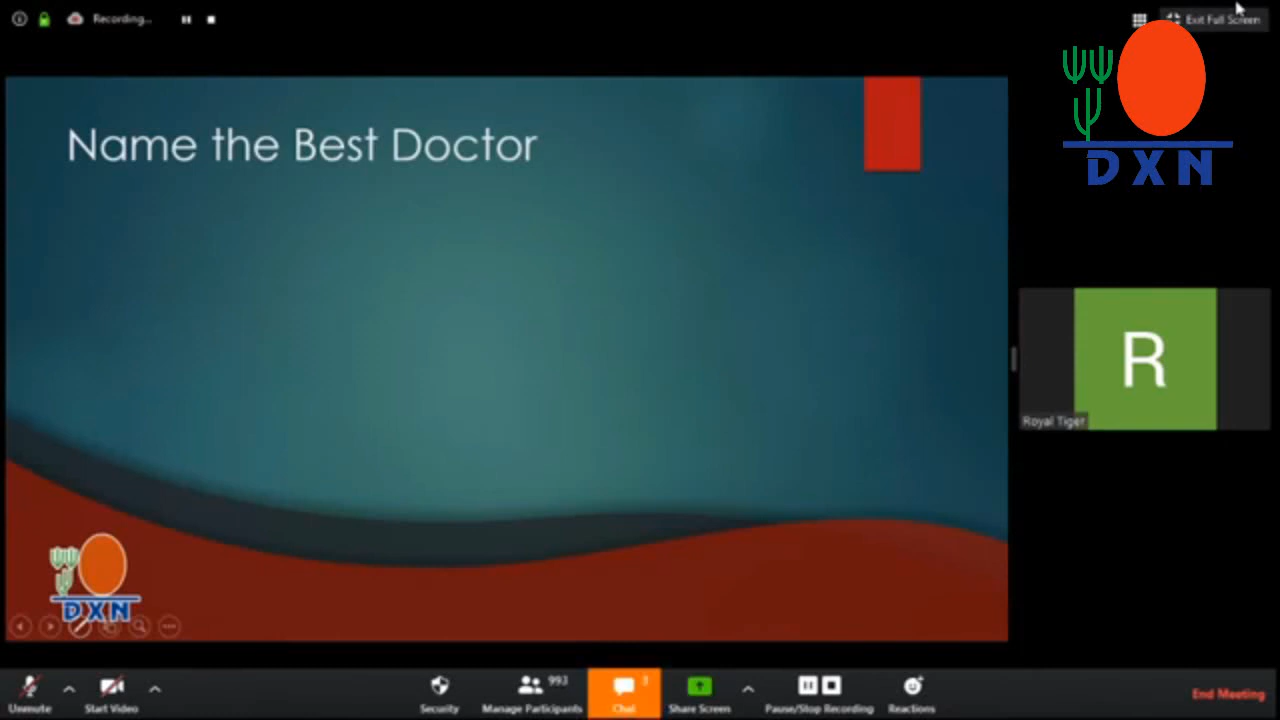 Recording...
Exit Full Screen
DXN
Name the Best Doctor
R
Royal Tiger
DXN
Unmute
Start Video
Security
993
Manage Participants
3
Chat
Share Screen
Pause/Stop Recording
Reactions
End Meeting